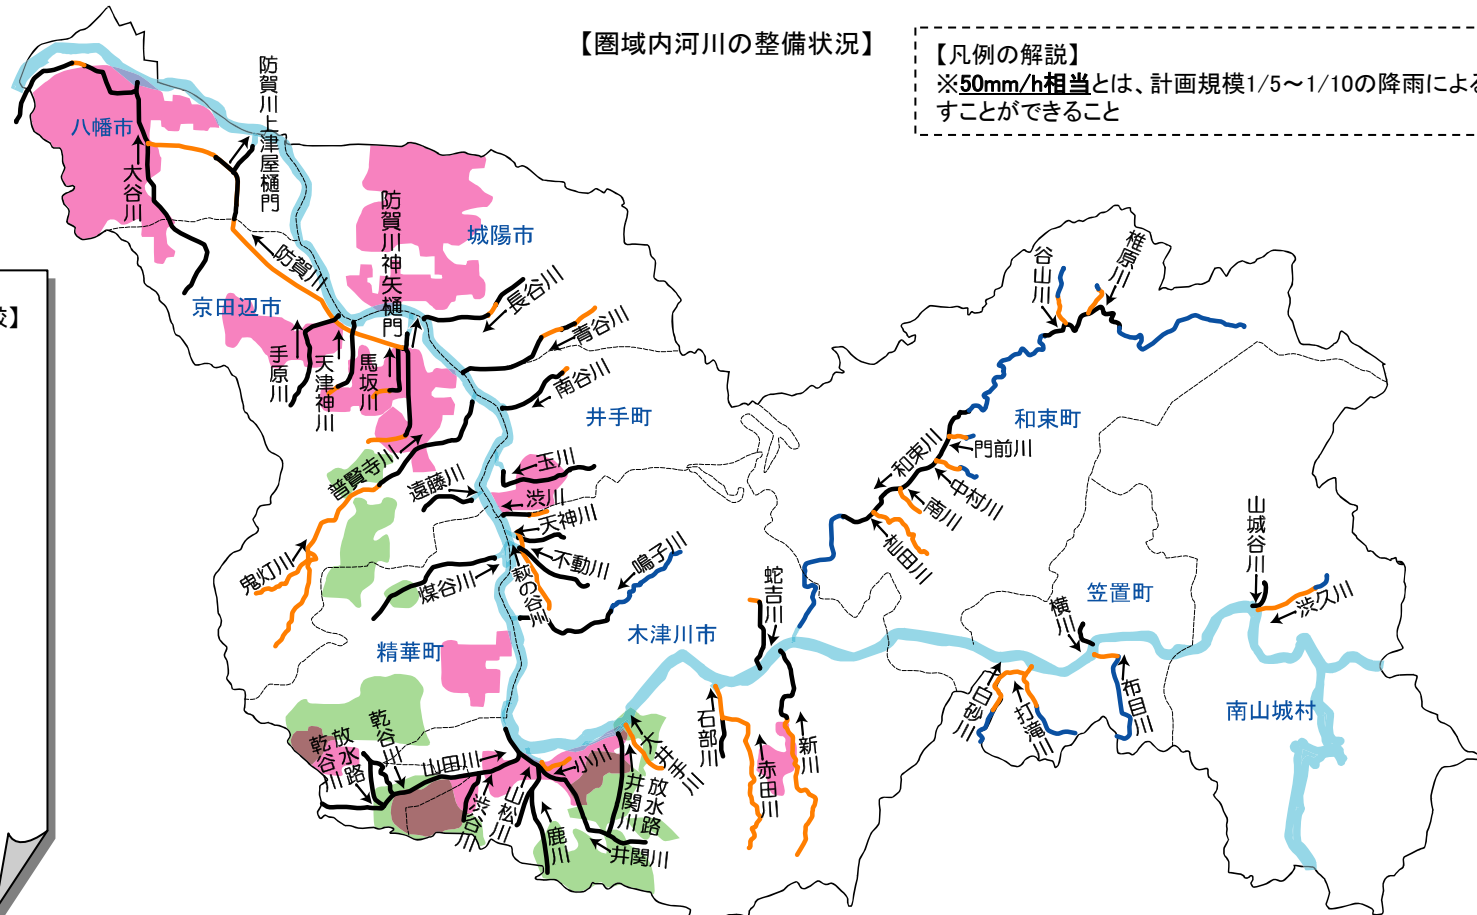 【圏域内河川の整備状況】
【凡例の解説】
※50mm/h相当とは、計画規模1/5～1/10の降雨による
すことができること
較】
八幡市
大谷川
防賀川上津屋樋門
防賀川
防賀川神矢樋門
城陽市
京田辺市
手原川
天津神川
馬坂川
長谷川
青谷川
南谷川
井手町
普賢寺川
遠藤川
玉川
渋川
天神川
不動川
鳴子川
鬼灯川
煤谷川
萩の谷川
精華町
木津川市
蛇吉川
谷山川
椎原川
和束町
和束川
門前川
中村川
南川
杣田川
山城谷川
笠置町
横川
渋久川
白砂川
打滝川
布目川
南山城村
乾谷川
放水路
乾谷川
山田川
渋谷川
山松川
小川
鹿川
井関川
放水路
大井手川
井関川
石部川
赤田川
新川